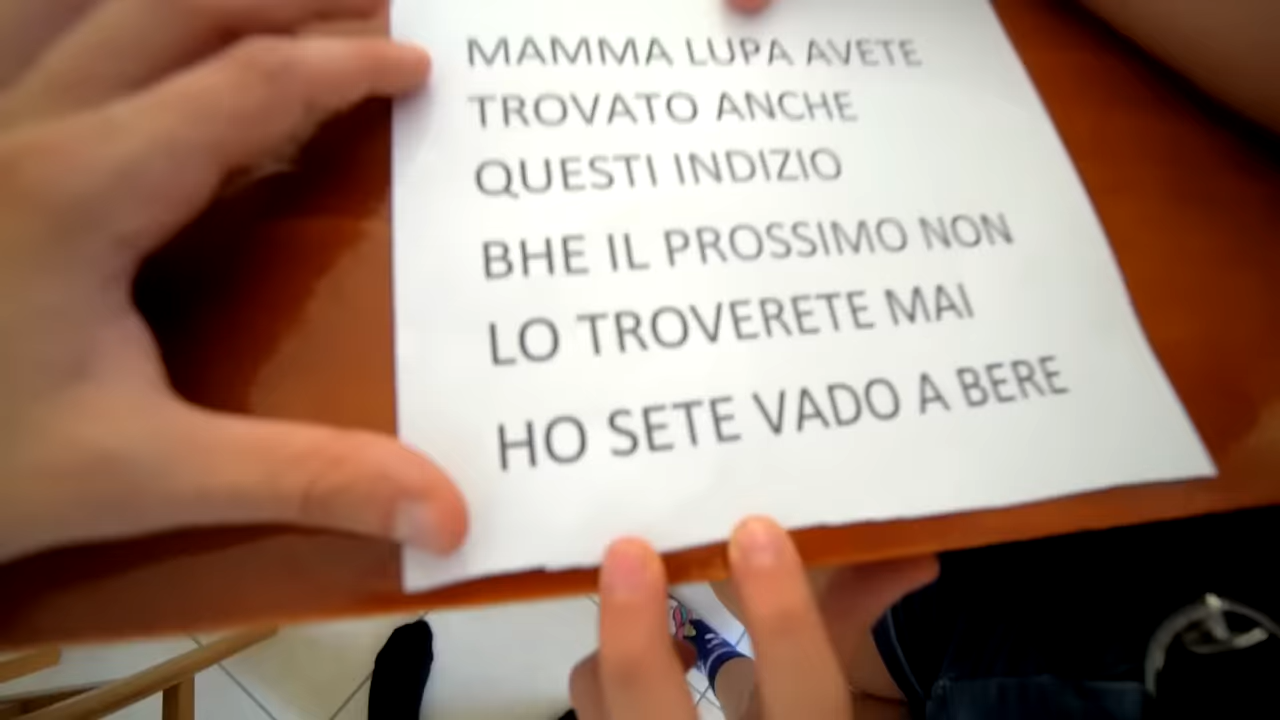 MAMMA LUPA AVETE
TROVATO ANCHE
QUESTI INDIZIO
BHE IL PROSSIMO NON
LO TROVERETE MAI
HO SETE VADO A BERE